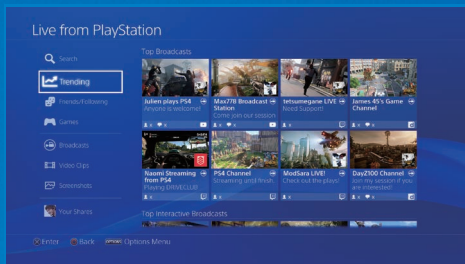 Live from PlayStation
Search
Trending
Friends/Following
Games
Broadcasts
Video Clips
Screenshots
Your Shares
Top Broadcasts
Julien plays PS4
Anyone is welcome!
Max778 Broadcast
Station
Come join our session
tetsumegane LIVE
Need Support!
James 45's Game
Channel
Naomi Streaming
from PS4
Playing DRIVECLUB
PS4 Channel
Streaming until finish.
ModSara LIVE!
Check out the plays!
DayZ100 Channel
Join my session if you
are interested!
Top Interactive Broadcasts
Enter
Back
OPTIONS Options Menu